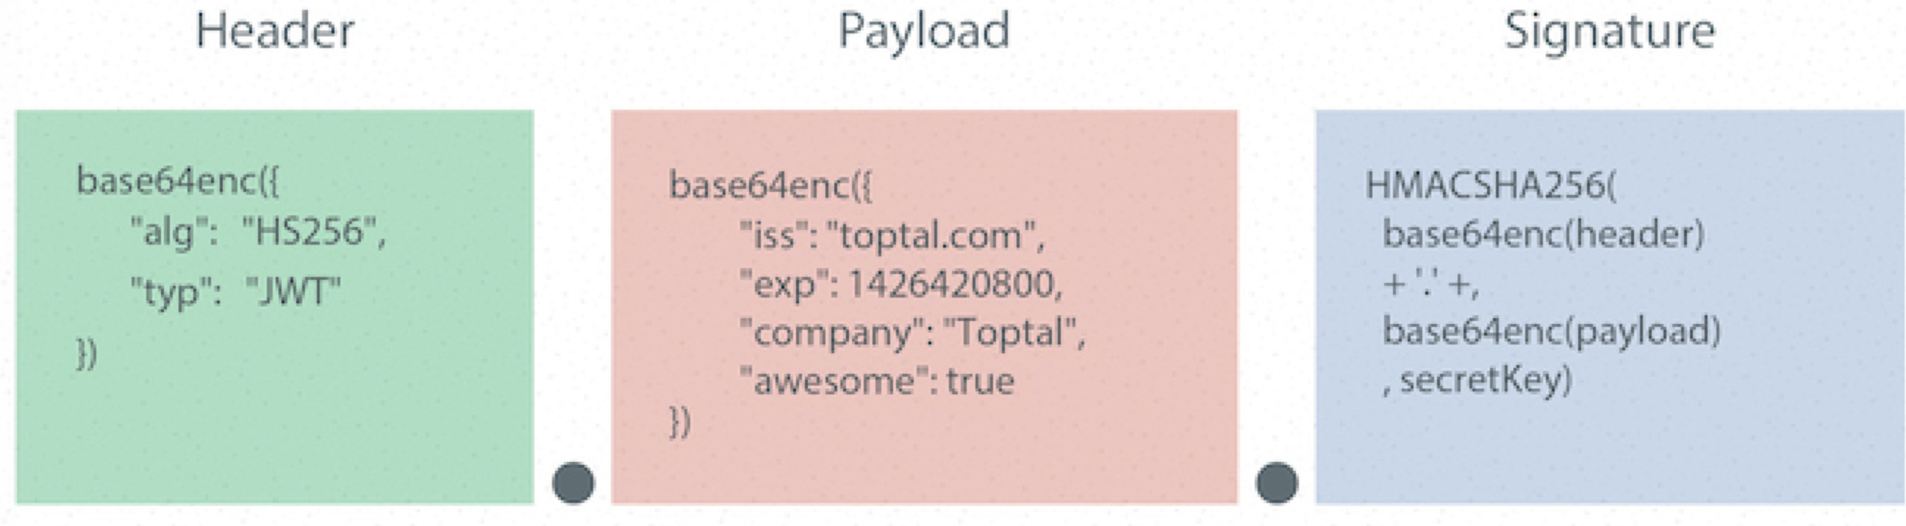 Header
base64enc({
"alg": "HS256",
"typ": "JWT"
})
Payload
base64enc({
"iss": "toptal.com",
"exp": 1426420800,
"company": "Toptal",
"awesome": true
})
Signature
HMACSHA256(
base64enc(header)
+ '.' +,
base64enc(payload)
, secretKey)